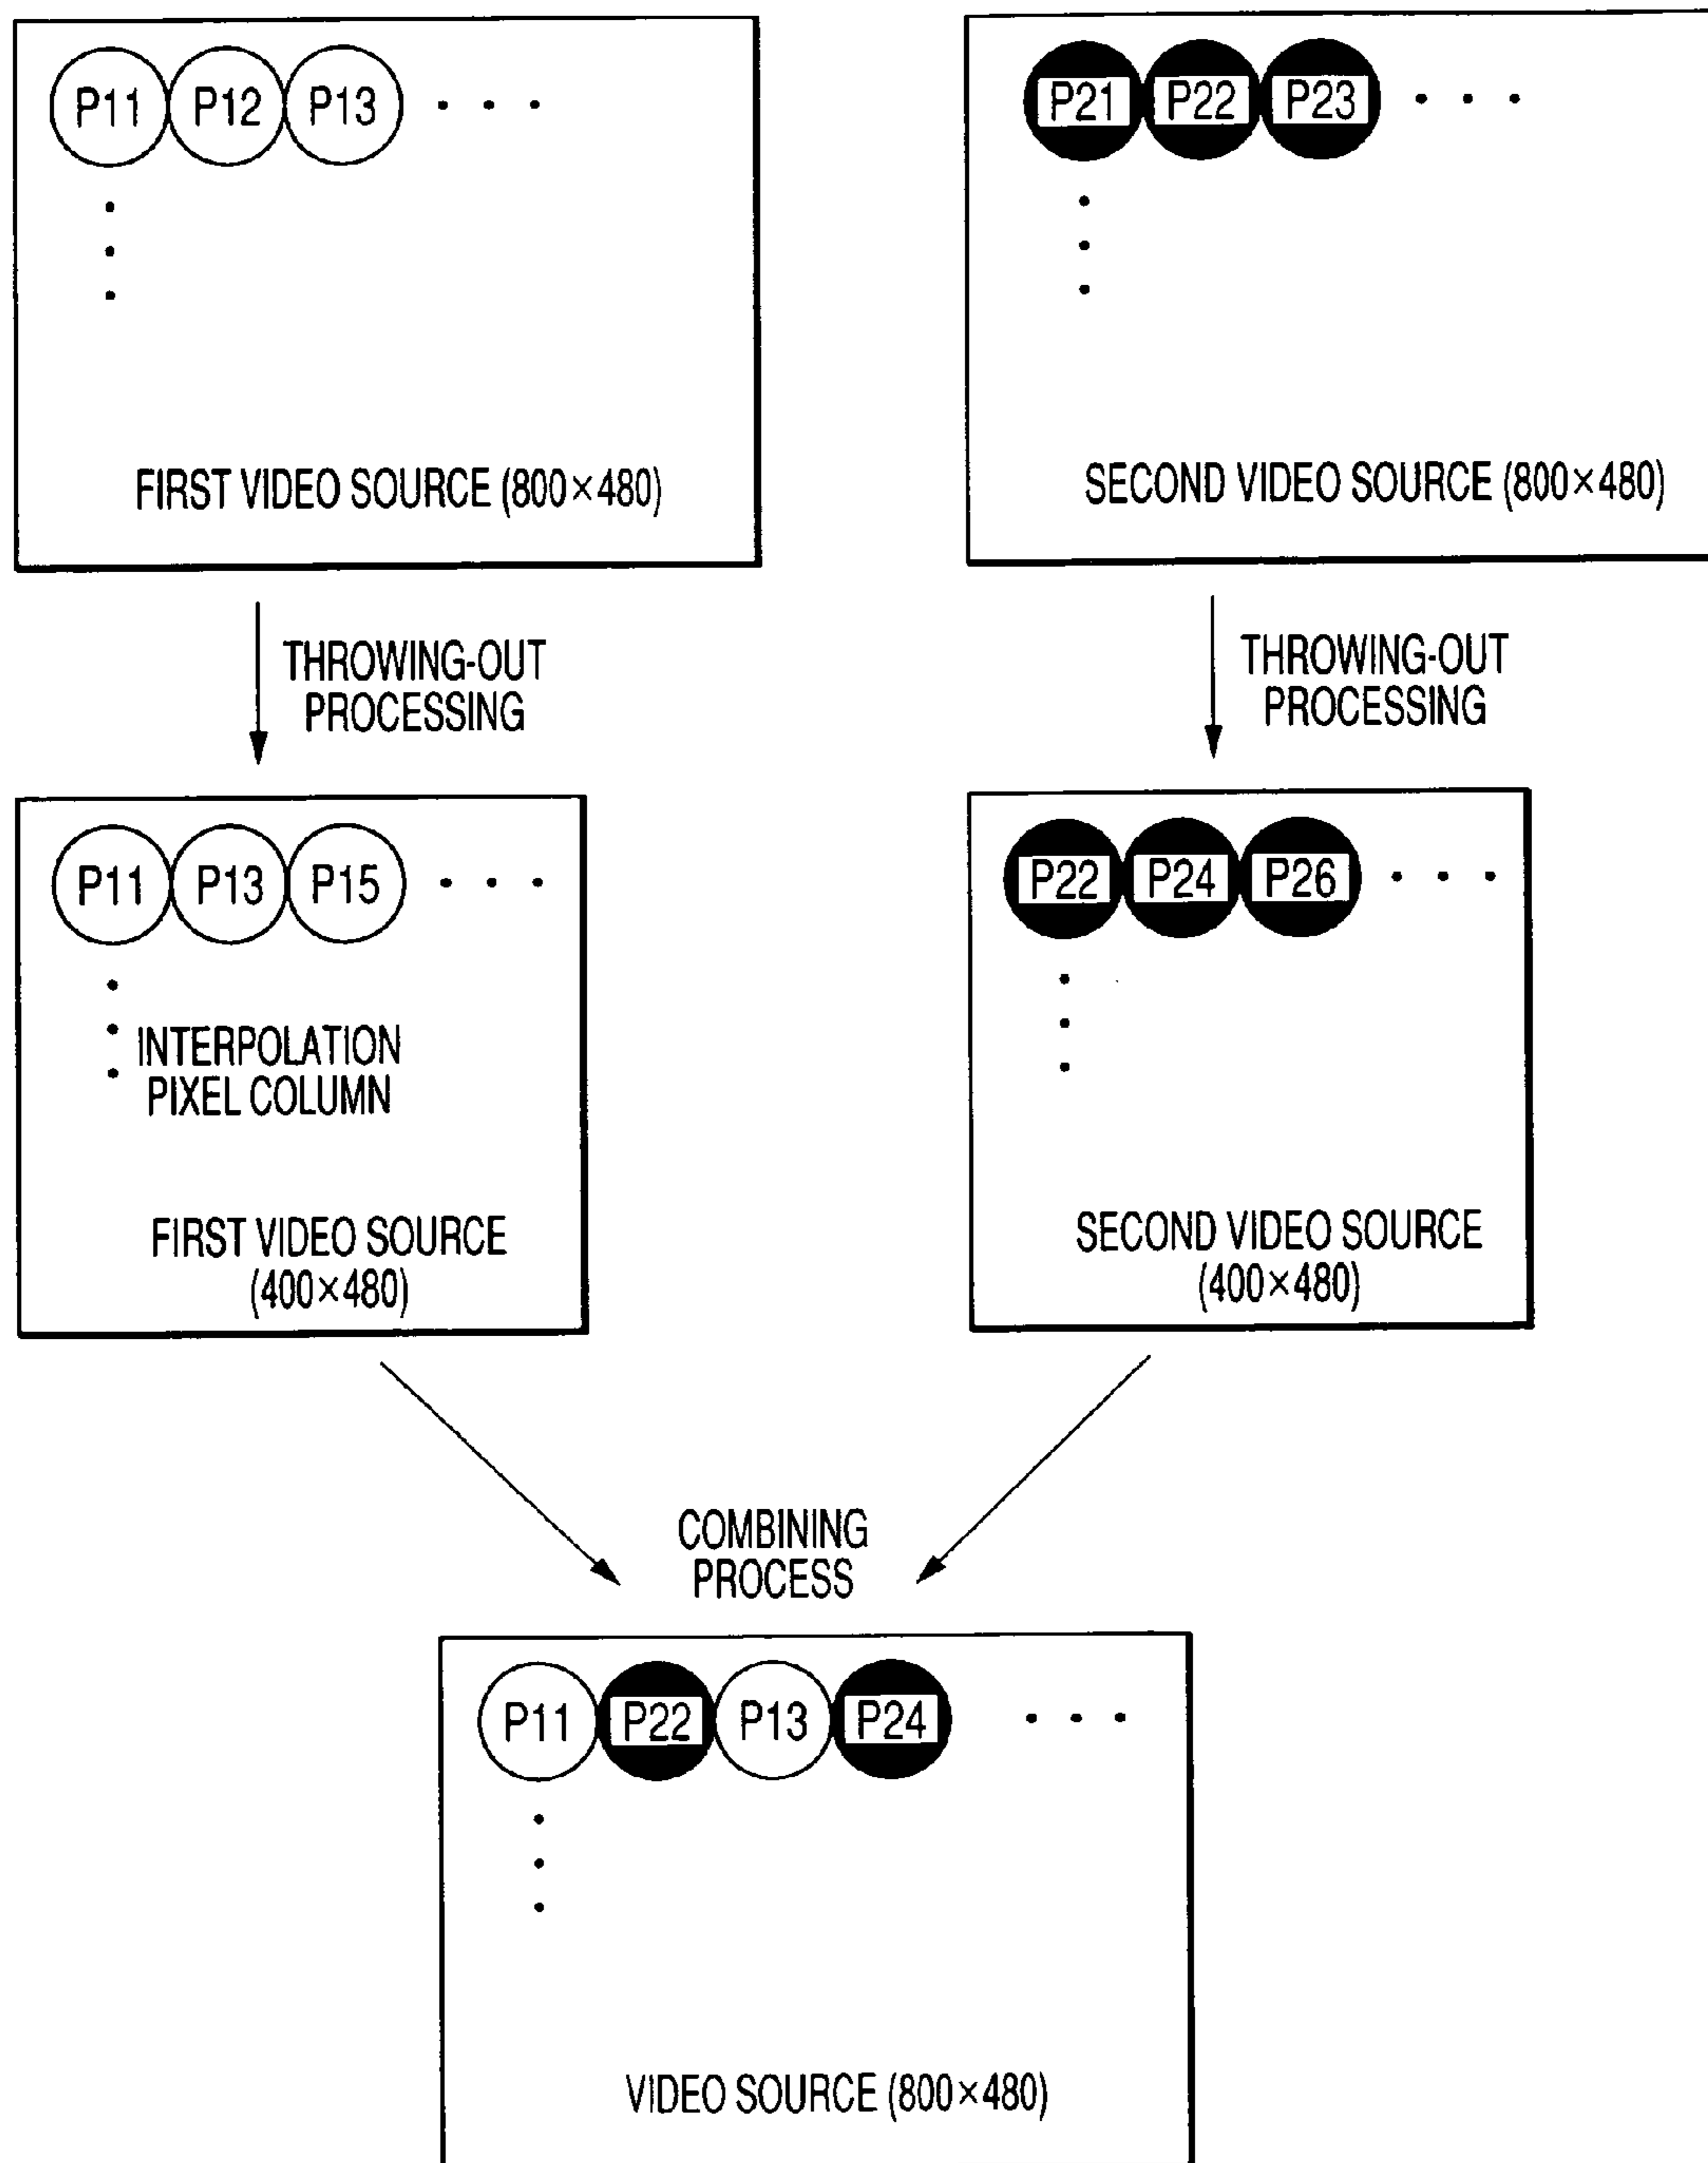 P11 P12 P13 . . .
P21 P22 P23 . . .
FIRST VIDEO SOURCE (800×480)
SECOND VIDEO SOURCE (800×480)
THROWING-OUT
PROCESSING
THROWING-OUT
PROCESSING
P11 P13 P15 . . .
P22 P24 P26 . . .
INTERPOLATION
PIXEL COLUMN
FIRST VIDEO SOURCE
(400×480)
SECOND VIDEO SOURCE
(400×480)
COMBINING
PROCESS
P11 P22 P13 P24 . . .
VIDEO SOURCE (800×480)